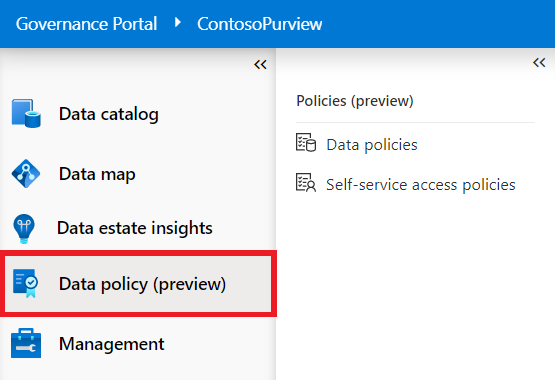 Governance Portal ContosoPurview
Data catalog
Data map
Data estate insights
Data policy (preview)
Management
Policies (preview)
Data policies
Self-service access policies